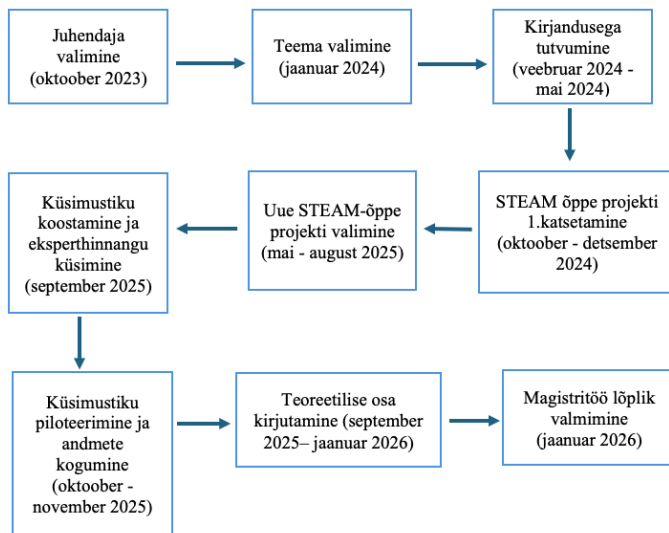 Juhendaja
valimine
(oktoober 2023)
Teema valimine
(jaanuar 2024)
Kirjandusega
tutvumine
(veebruar 2024 -
mai 2024)
STEAM õppe projekti
1.katsetamine
(oktoober - detsember
2024)
Uue STEAM-õppe
projekti valimine
(mai - august 2025)
Küsimustiku
koostamine ja
eksperthinnangu
küsimine
(september 2025)
Küsimustiku
piloteerimine ja
andmete
kogumine
(oktoober -
november 2025)
Teoreetilise osa
kirjutamine (september
2025– jaanuar 2026)
Magistritöö lõplik
valmimine
(jaanuar 2026)